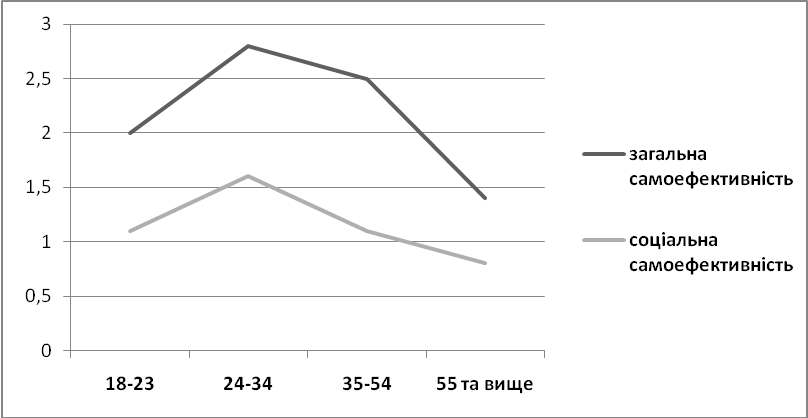 3
2,5
2
1,5
1
0,5
0
18-23 24-34 35-54 55 та вище
загальна
самоефективність
соціальна
самоефективність